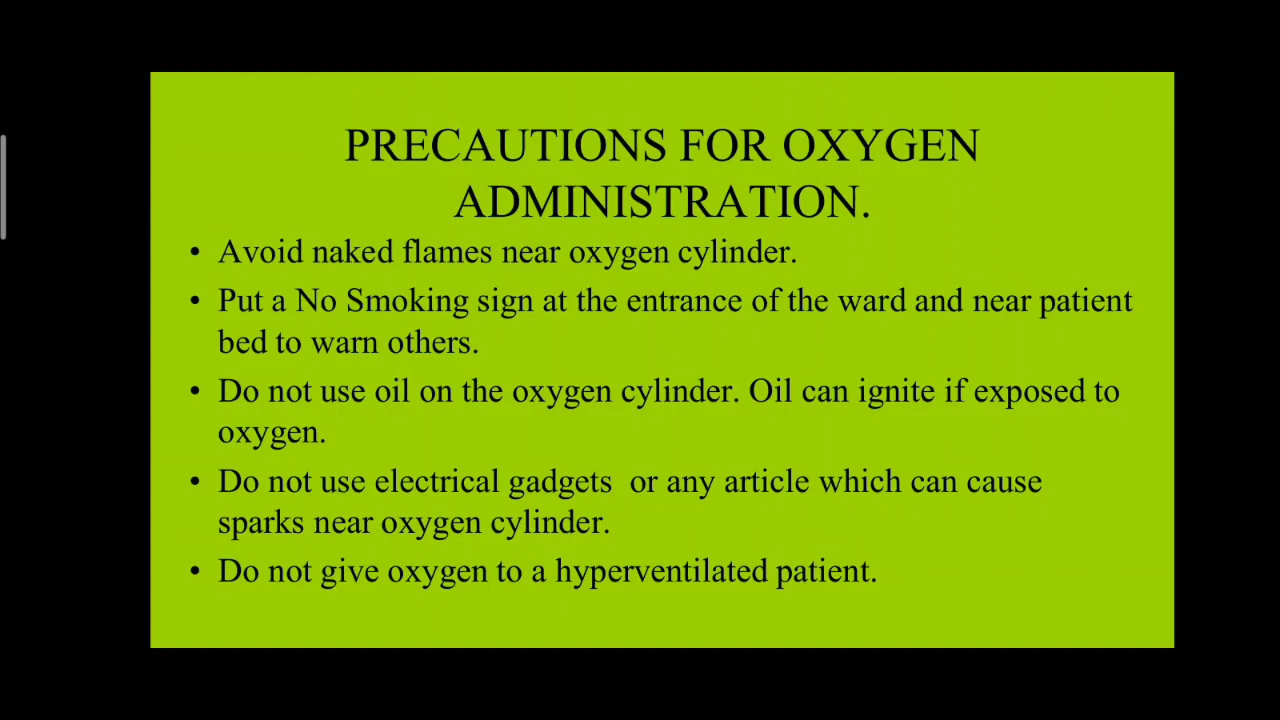 PRECAUTIONS FOR OXYGEN
ADMINISTRATION.
• Avoid naked flames near oxygen cylinder.
• Put a No Smoking sign at the entrance of the ward and near patient
bed to warn others.
• Do not use oil on the oxygen cylinder. Oil can ignite if exposed to
oxygen.
• Do not use electrical gadgets  or any article which can cause
sparks near oxygen cylinder.
• Do not give oxygen to a hyperventilated patient.